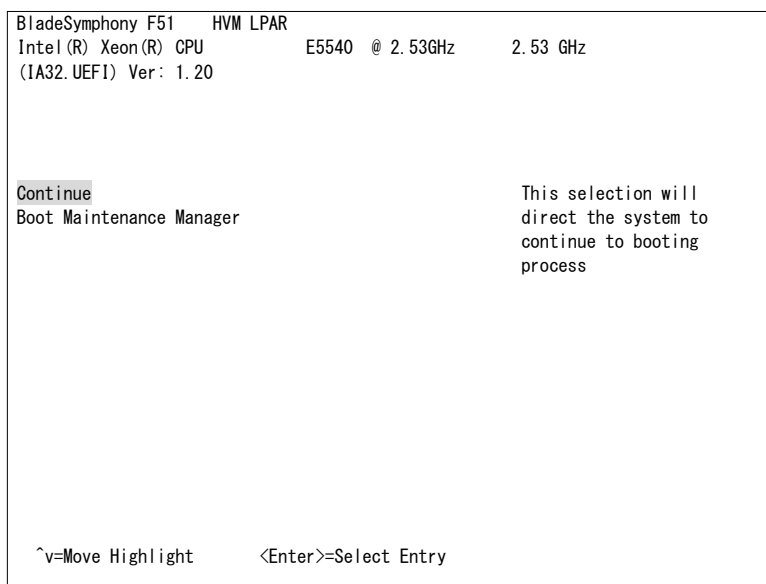 BladeSymphony F51    HVM LPAR
Intel(R) Xeon(R) CPU           E5540  @ 2.53GHz      2.53 GHz
(IA32.UEFI) Ver: 1.20
Continue
Boot Maintenance Manager
This selection will
direct the system to
continue to booting
process
^v=Move Highlight       <Enter>=Select Entry